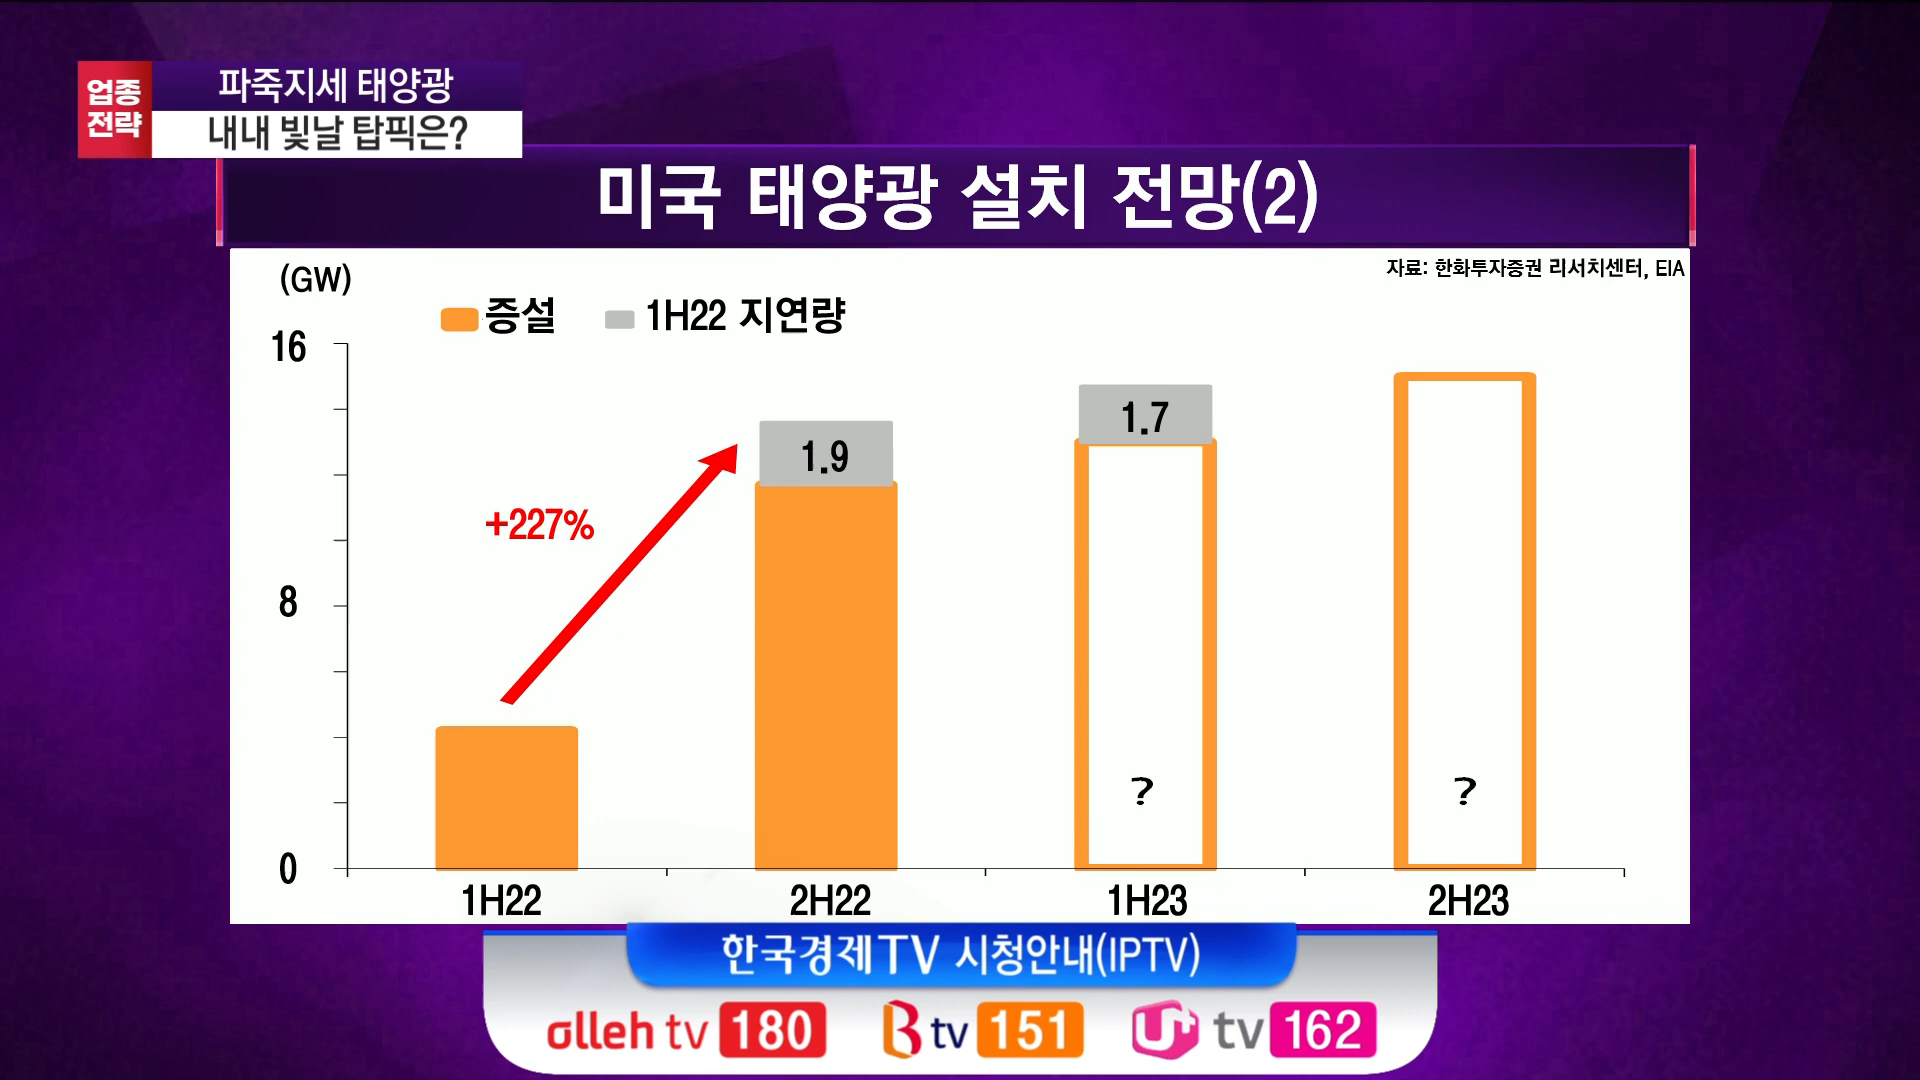 업종
전략
파죽지세 태양광
내내 빛날 탑픽은?
미국 태양광 설치 전망(2)
(GW)
자료: 한화투자증권 리서치센터, EIA
증설
1H22 지연량
16
8
0
+227%
1.9
1.7
?
?
1H22
2H22
1H23
2H23
한국경제TV 시청안내(IPTV)
olleh tv 180
B tv 151
U+ tv 162